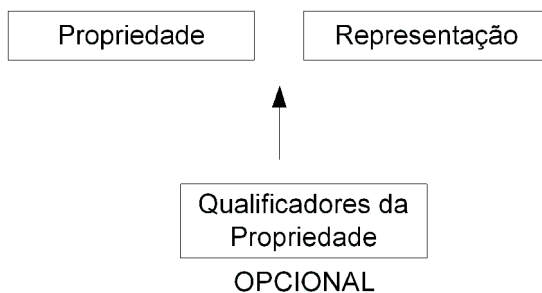 Propriedade
Representação
Qualificadores da
Propriedade
OPCIONAL